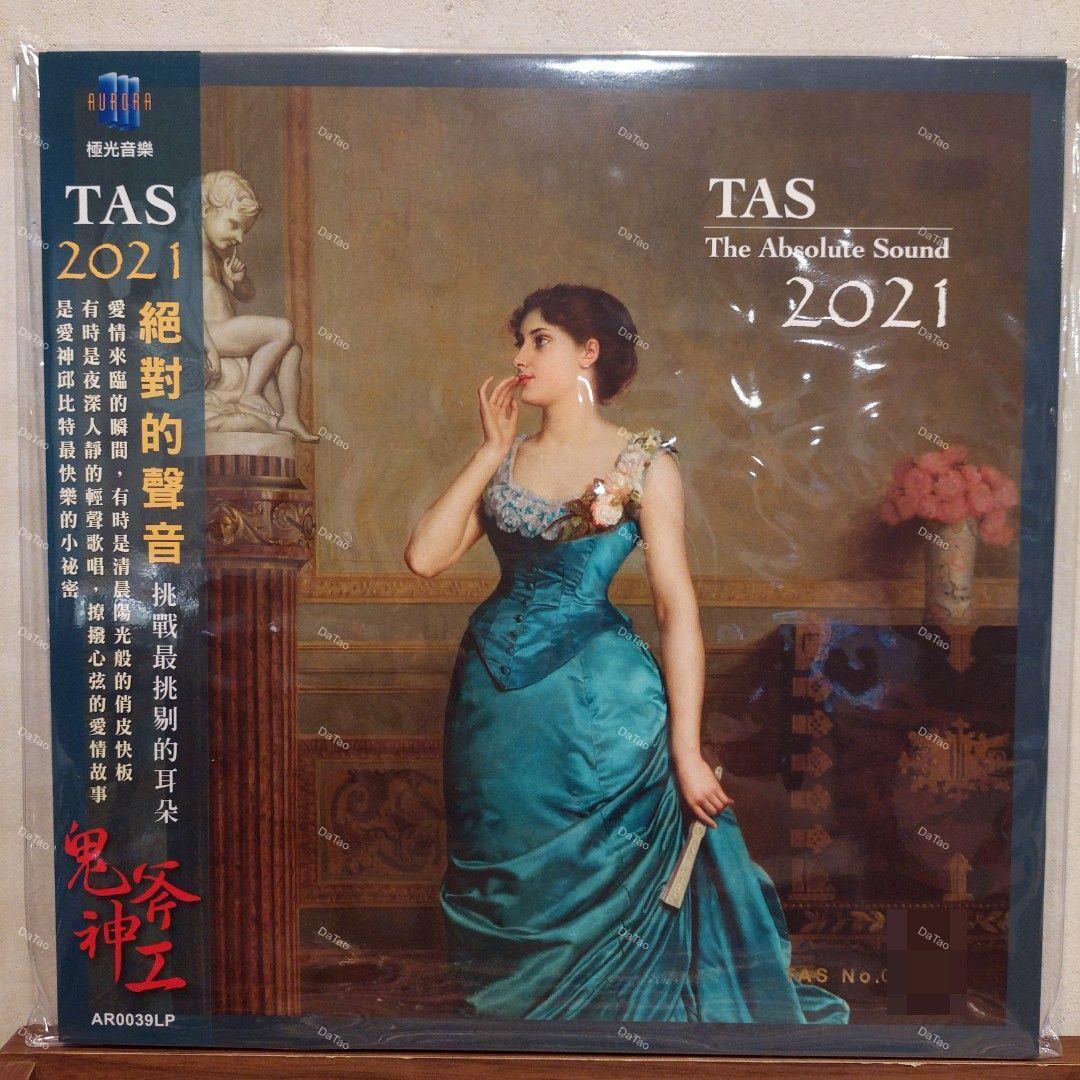 AURORA
極光音樂
TAS
2021
絕對的聲音 挑戰最挑剔的耳朵
愛情來臨的瞬間，有時是清晨陽光般的俏皮快板
有時是夜深人靜的輕聲歌唱，撩撥心弦的愛情故事
是愛神邱比特最快樂的小祕密
鬼斧神工
AR0039LP
TAS
The Absolute Sound
2021
TAS No.
DaTao